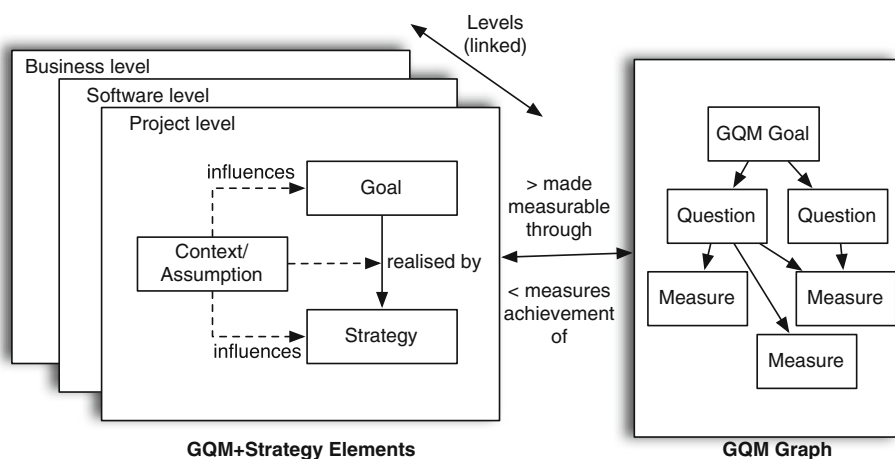 Levels
(linked)
Business level
Software level
Project level
influences
Goal
Context/
Assumption
realised by
Strategy
influences
GQM+Strategy Elements
> made
measurable
through
< measures
achievement
of
GQM Goal
Question
Question
Measure
Measure
Measure
GQM Graph